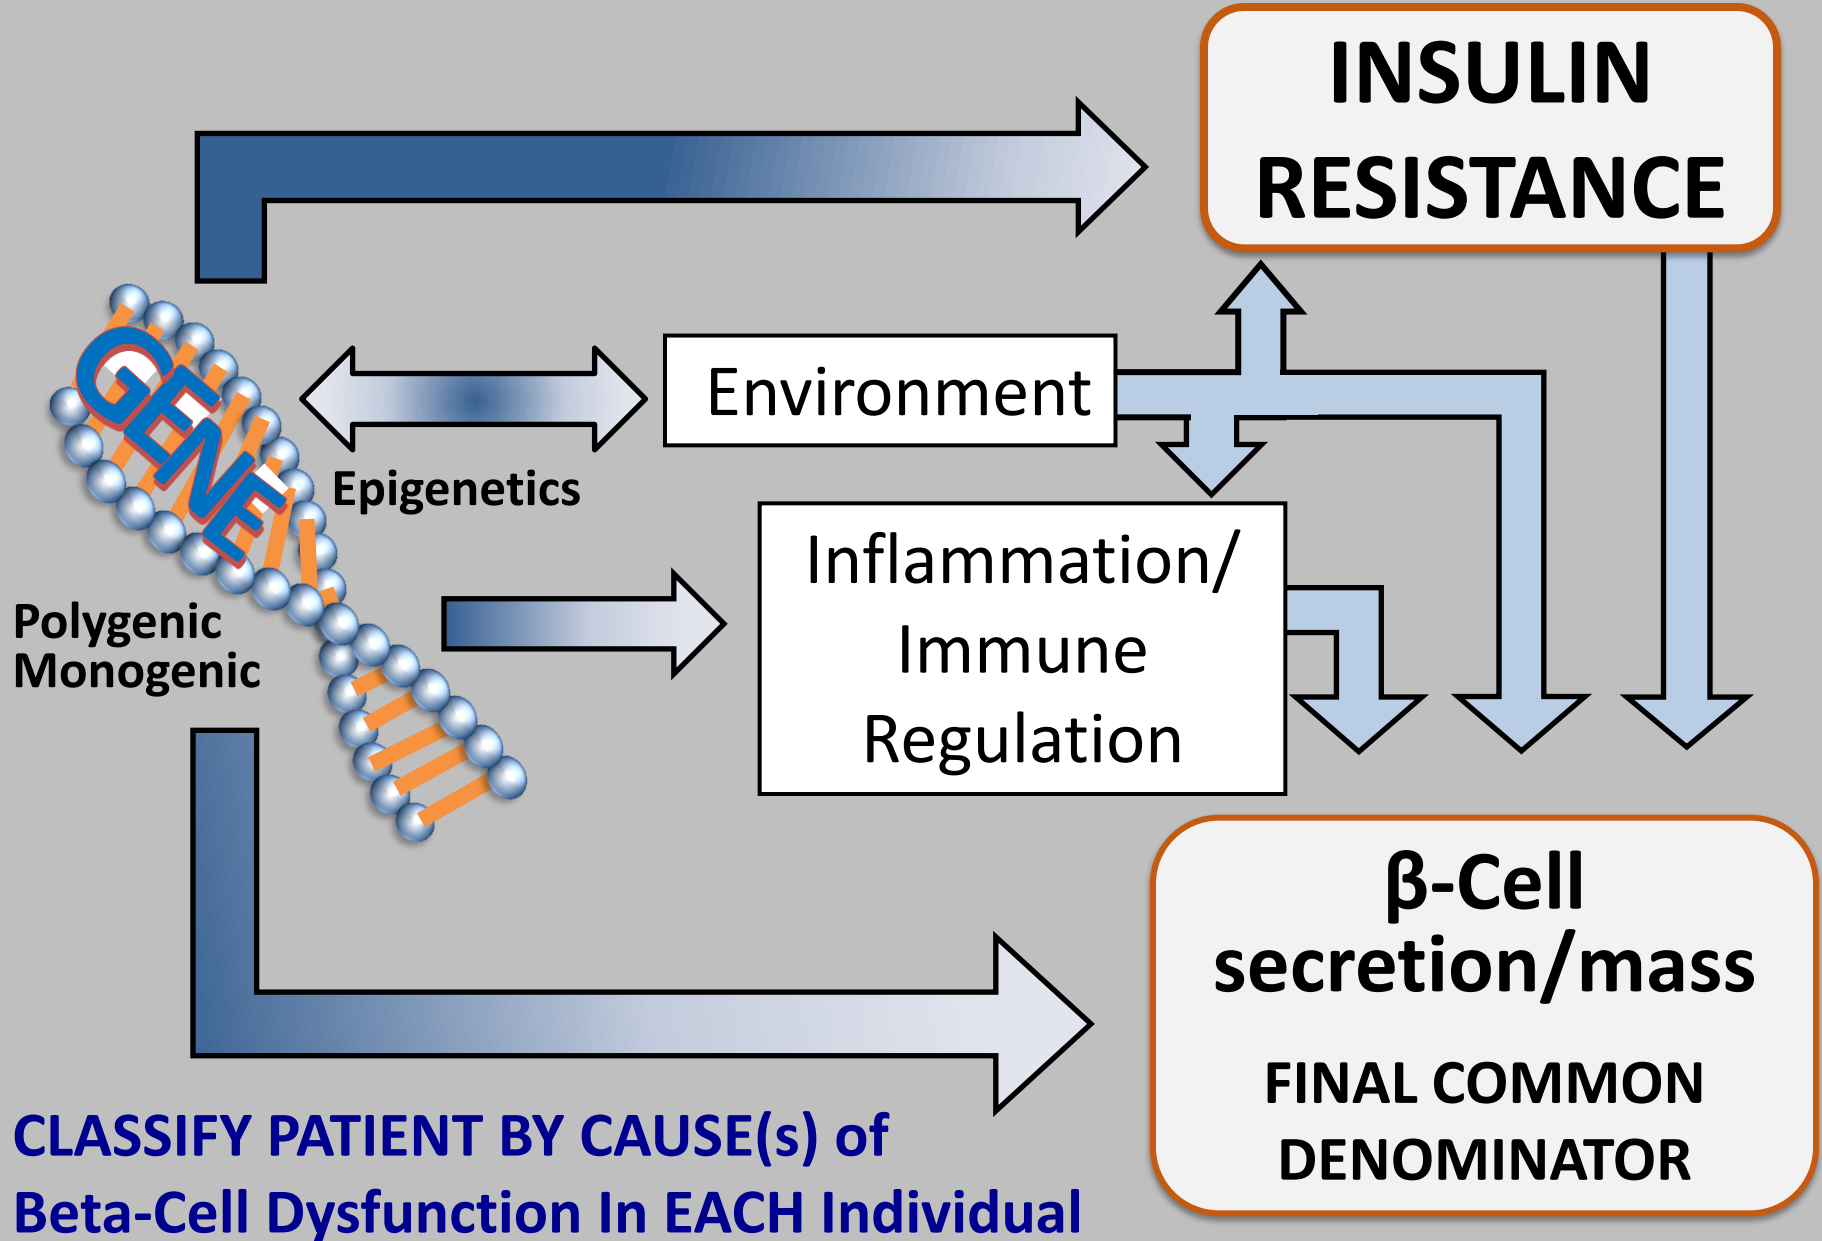 INSULIN
RESISTANCE
GENE
Environment
Epigenetics
Inflammation/
Immune
Regulation
Polygenic
Monogenic
β-Cell
secretion/mass
FINAL COMMON
DENOMINATOR
CLASSIFY PATIENT BY CAUSE(s) of
Beta-Cell Dysfunction In EACH Individual